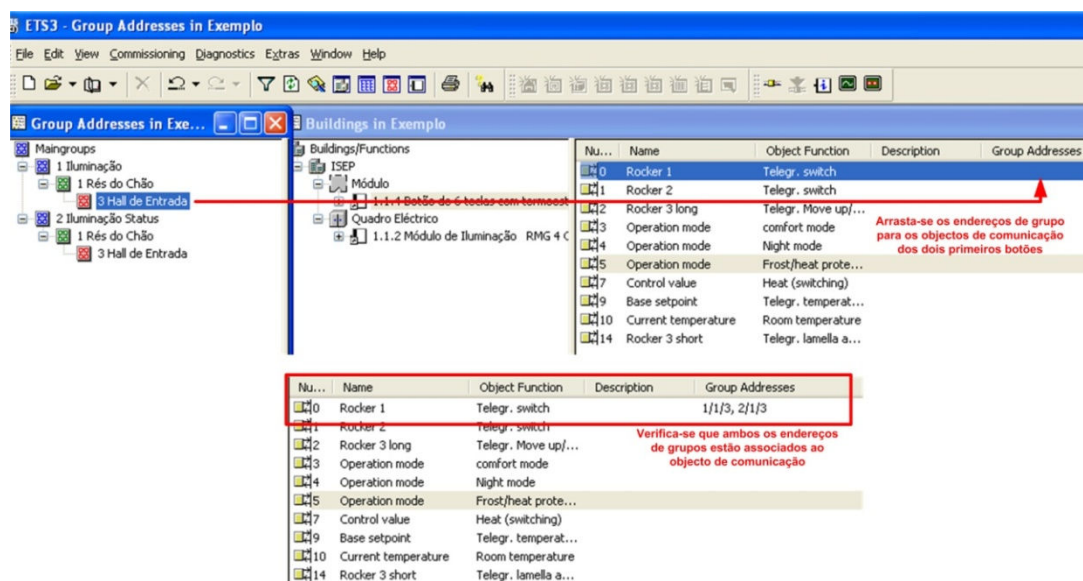 ETS3 - Group Addresses in Exemplo
File Edit View Commissioning Diagnostics Extras Window Help
Group Addresses in Exe...
Maingroups
1 Iluminação
1 Rés do Chão
3 Hall de Entrada
2 Iluminação Status
1 Rés do Chão
3 Hall de Entrada
Buildings in Exemplo
Buildings/Functions
ISEP
Módulo
1.1.4 Botão de 6 teclas com termoest
Quadro Eléctrico
1.1.2 Módulo de Iluminação RMG 4 C
Nu... Name Object Function Description Group Addresses
0 Rocker 1 Telegr. switch
1 Rocker 2 Telegr. switch
2 Rocker 3 long Telegr. Move up/...
3 Operation mode comfort mode
4 Operation mode Night mode
5 Operation mode Frost/heat prote...
7 Control value Heat (switching)
9 Base setpoint Telegr. temperat...
10 Current temperature Room temperature
14 Rocker 3 short Telegr. lamella a...
Arrasta-se os endereços de grupo
para os objectos de comunicação
dos dois primeiros botões
Nu... Name Object Function Description Group Addresses
0 Rocker 1 Telegr. switch 1/1/3, 2/1/3
1 Rocker 2 Telegr. switch
2 Rocker 3 long Telegr. Move up/...
3 Operation mode comfort mode
4 Operation mode Night mode
5 Operation mode Frost/heat prote...
7 Control value Heat (switching)
9 Base setpoint Telegr. temperat...
10 Current temperature Room temperature
14 Rocker 3 short Telegr. lamella a...
Verifica-se que ambos os endereços
de grupos estão associados ao
objecto de comunicação